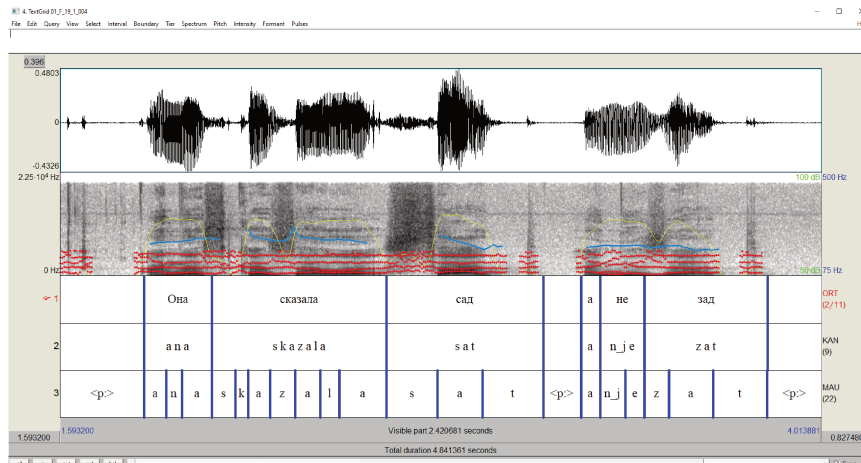 4. TextGrid 01_F_19_1_004
File Edit Query View Select Interval Boundary Tier Spectrum Pitch Intensity Formant Pulses
0.396
0.4803
0
-0.4326
2.25·10⁴ Hz 100 dB 500 Hz
0 Hz 50 dB 75 Hz
1 Она сказала сад а не зад ORT (2/11)
2 a n a s k a z a l a s a t a n_j e z a t KAN (9)
3 <p:> a n a s k a z a l a s a t <p:> a n_j e z a t <p:> MAU (22)
1.593200 Visible part 2.420681 seconds 4.013881
1.593200 0.827480
Total duration 4.841361 seconds